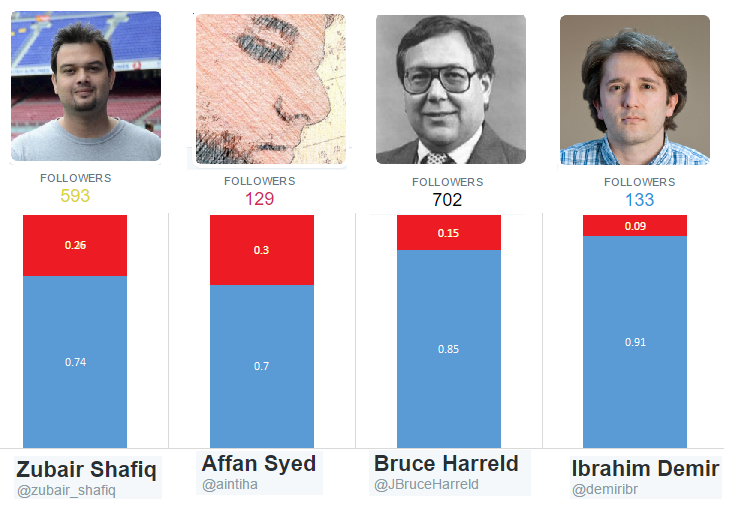 FOLLOWERS
593
FOLLOWERS
129
FOLLOWERS
702
FOLLOWERS
133
0.26
0.3
0.15
0.09
0.74
0.7
0.85
0.91
Zubair Shafiq
@zubair_shafiq
Affan Syed
@aintiha
Bruce Harreld
@JBruceHarreld
Ibrahim Demir
@demiribr